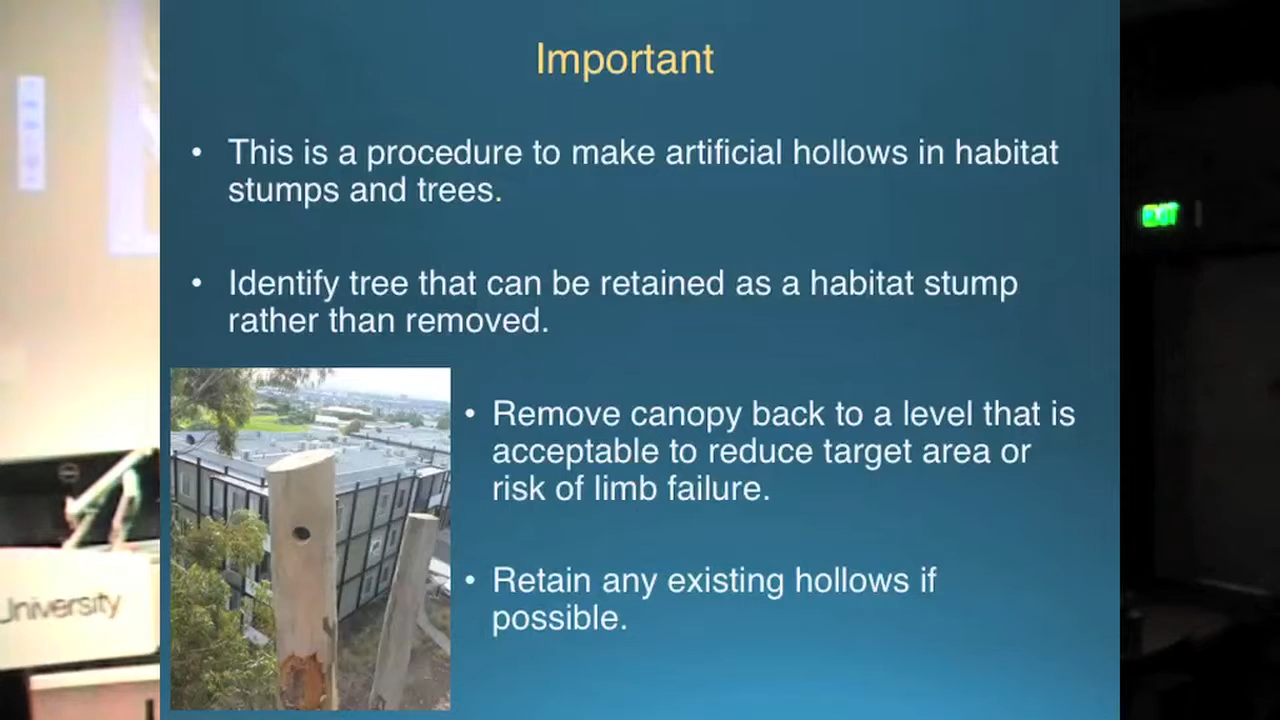 Important
• This is a procedure to make artificial hollows in habitat
stumps and trees.
• Identify tree that can be retained as a habitat stump
rather than removed.
• Remove canopy back to a level that is
acceptable to reduce target area or
risk of limb failure.
• Retain any existing hollows if
possible.
University
EXIT